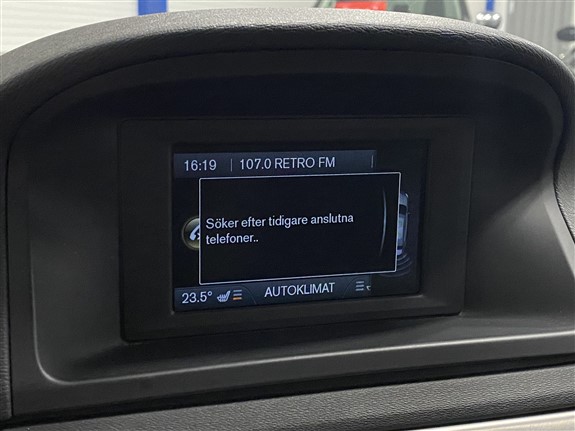 16:19 107.0 RETRO FM
Söker efter tidigare anslutna
telefoner..
23.5° AUTOKLIMAT